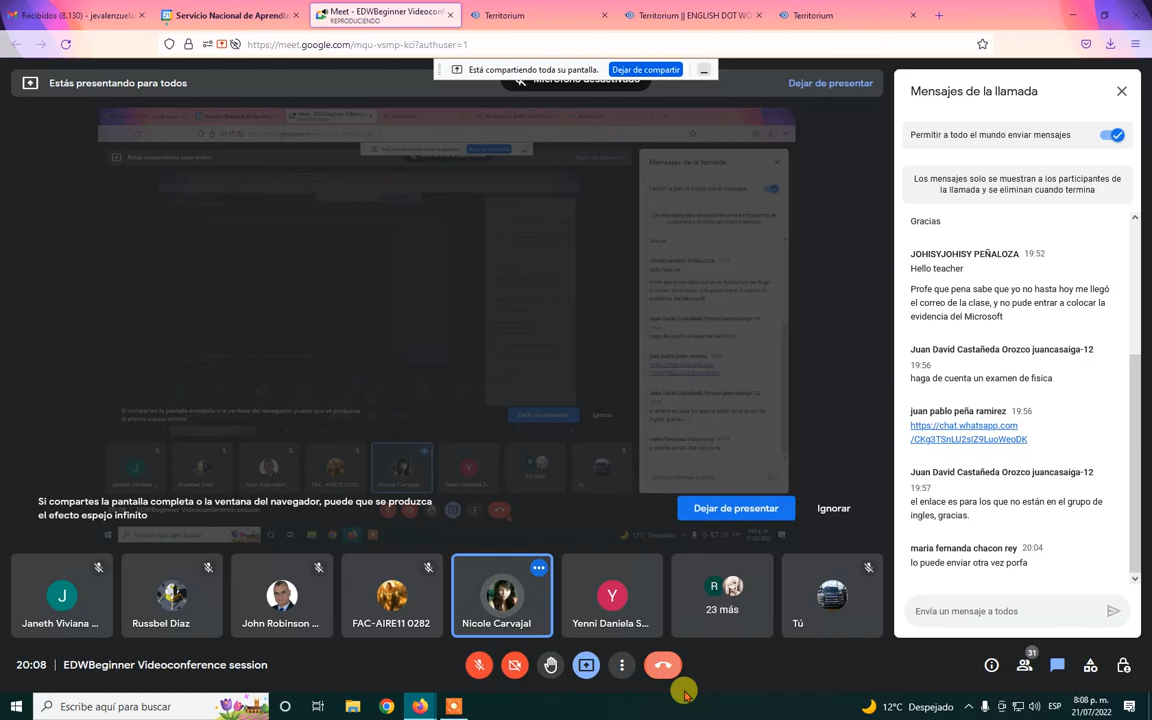 Recibidos (8.130) - jevalenzuel
Servicio Nacional de Aprendiz
Meet - EDWBeginner Videoconf
REPRODUCIENDO
Territorium
Territorium || ENGLISH DOT WO
Territorium
https://meet.google.com/mqu-vsmp-kci?authuser=1
Está compartiendo toda su pantalla.
Dejar de compartir
Estás presentando para todos
Dejar de presentar
Mensajes de la llamada
Permitir a todo el mundo enviar mensajes
Los mensajes solo se muestran a los participantes de
la llamada y se eliminan cuando termina
Gracias
JOHISYJOHISY PEÑALOZA 19:52
Hello teacher
Profe que pena sabe que yo no hasta hoy me llegó
el correo de la clase, y no pude entrar a colocar la
evidencia del Microsoft
Juan David Castañeda Orozco juancasaiga-12
19:56
haga de cuenta un examen de fisica
juan pablo peña ramirez 19:56
https://chat.whatsapp.com
/CKg3TSnLU2sIZ9LuoWeoDK
Juan David Castañeda Orozco juancasaiga-12
19:57
el enlace es para los que no están en el grupo de
ingles, gracias.
maria fernanda chacon rey 20:04
lo puede enviar otra vez porfa
Envía un mensaje a todos
Si compartes la pantalla completa o la ventana del navegador, puede que se produzca
el efecto espejo infinito
Dejar de presentar
Ignorar
J
Janeth Viviana ...
Russbel Diaz
John Robinson ...
FAC-AIRE11 0282
Nicole Carvajal
Y
Yenni Daniela S...
R
23 más
Tú
20:08 EDWBeginner Videoconference session
31
Escribe aquí para buscar
12°C Despejado
ESP
8:08 p. m.
21/07/2022